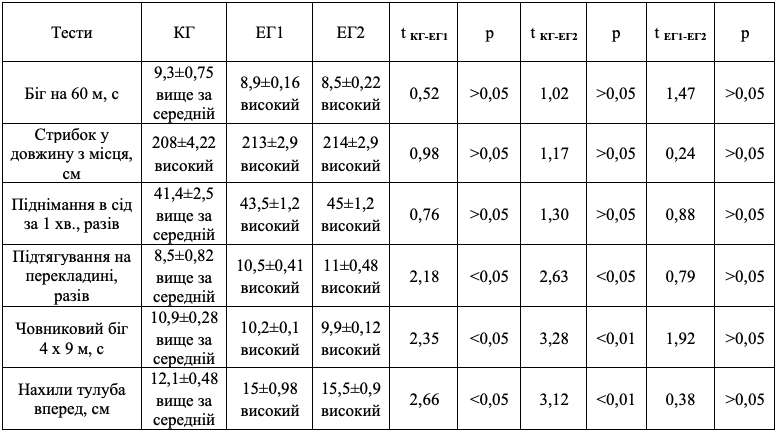 Тести КГ ЕГ1 ЕГ2 t КГ-ЕГ1 p t КГ-ЕГ2 p t ЕГ1-ЕГ2 p
Біг на 60 м, с 9,3±0,75 вище за середній 8,9±0,16 високий 8,5±0,22 високий 0,52 >0,05 1,02 >0,05 1,47 >0,05
Стрибок у довжину з місця, см 208±4,22 високий 213±2,9 високий 214±2,9 високий 0,98 >0,05 1,17 >0,05 0,24 >0,05
Піднімання в сід за 1 хв., разів 41,4±2,5 вище за середній 43,5±1,2 високий 45±1,2 високий 0,76 >0,05 1,30 >0,05 0,88 >0,05
Підтягування на перекладині, разів 8,5±0,82 вище за середній 10,5±0,41 високий 11±0,48 високий 2,18 <0,05 2,63 <0,05 0,79 >0,05
Човниковий біг 4 х 9 м, с 10,9±0,28 вище за середній 10,2±0,1 високий 9,9±0,12 високий 2,35 <0,05 3,28 <0,01 1,92 >0,05
Нахили тулуба вперед, см 12,1±0,48 вище за середній 15±0,98 високий 15,5±0,9 високий 2,66 <0,05 3,12 <0,01 0,38 >0,05